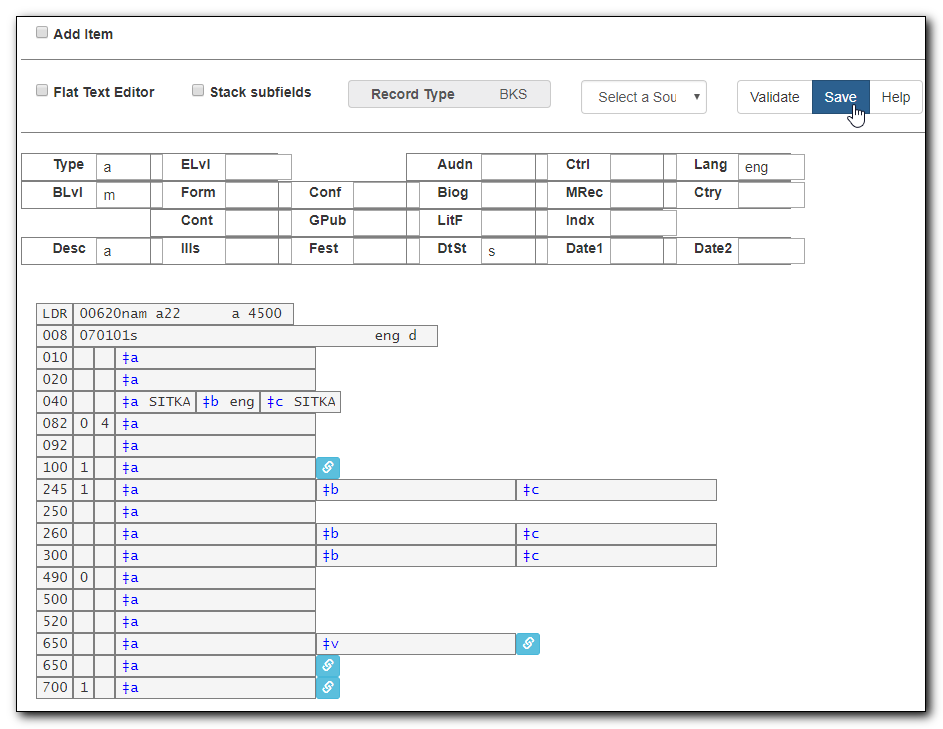 Add Item
Flat Text Editor Stack subfields Record Type BKS Select a Sou Validate Save Help
Type a ELvl Audn Ctrl Lang eng
BLvl m Form Conf Biog MRec Ctry
Cont GPub LitF Indx
Desc a Ills Fest DtSt s Date1 Date2
LDR 00620nam a22 a 4500
008 070101s eng d
010 ‡a
020 ‡a
040 ‡a SITKA ‡b eng ‡c SITKA
082 0 4 ‡a
092 ‡a
100 1 ‡a
245 1 ‡a ‡b ‡c
250 ‡a
260 ‡a ‡b ‡c
300 ‡a ‡b ‡c
490 0 ‡a
500 ‡a
520 ‡a
650 ‡a ‡v
650 ‡a
700 1 ‡a